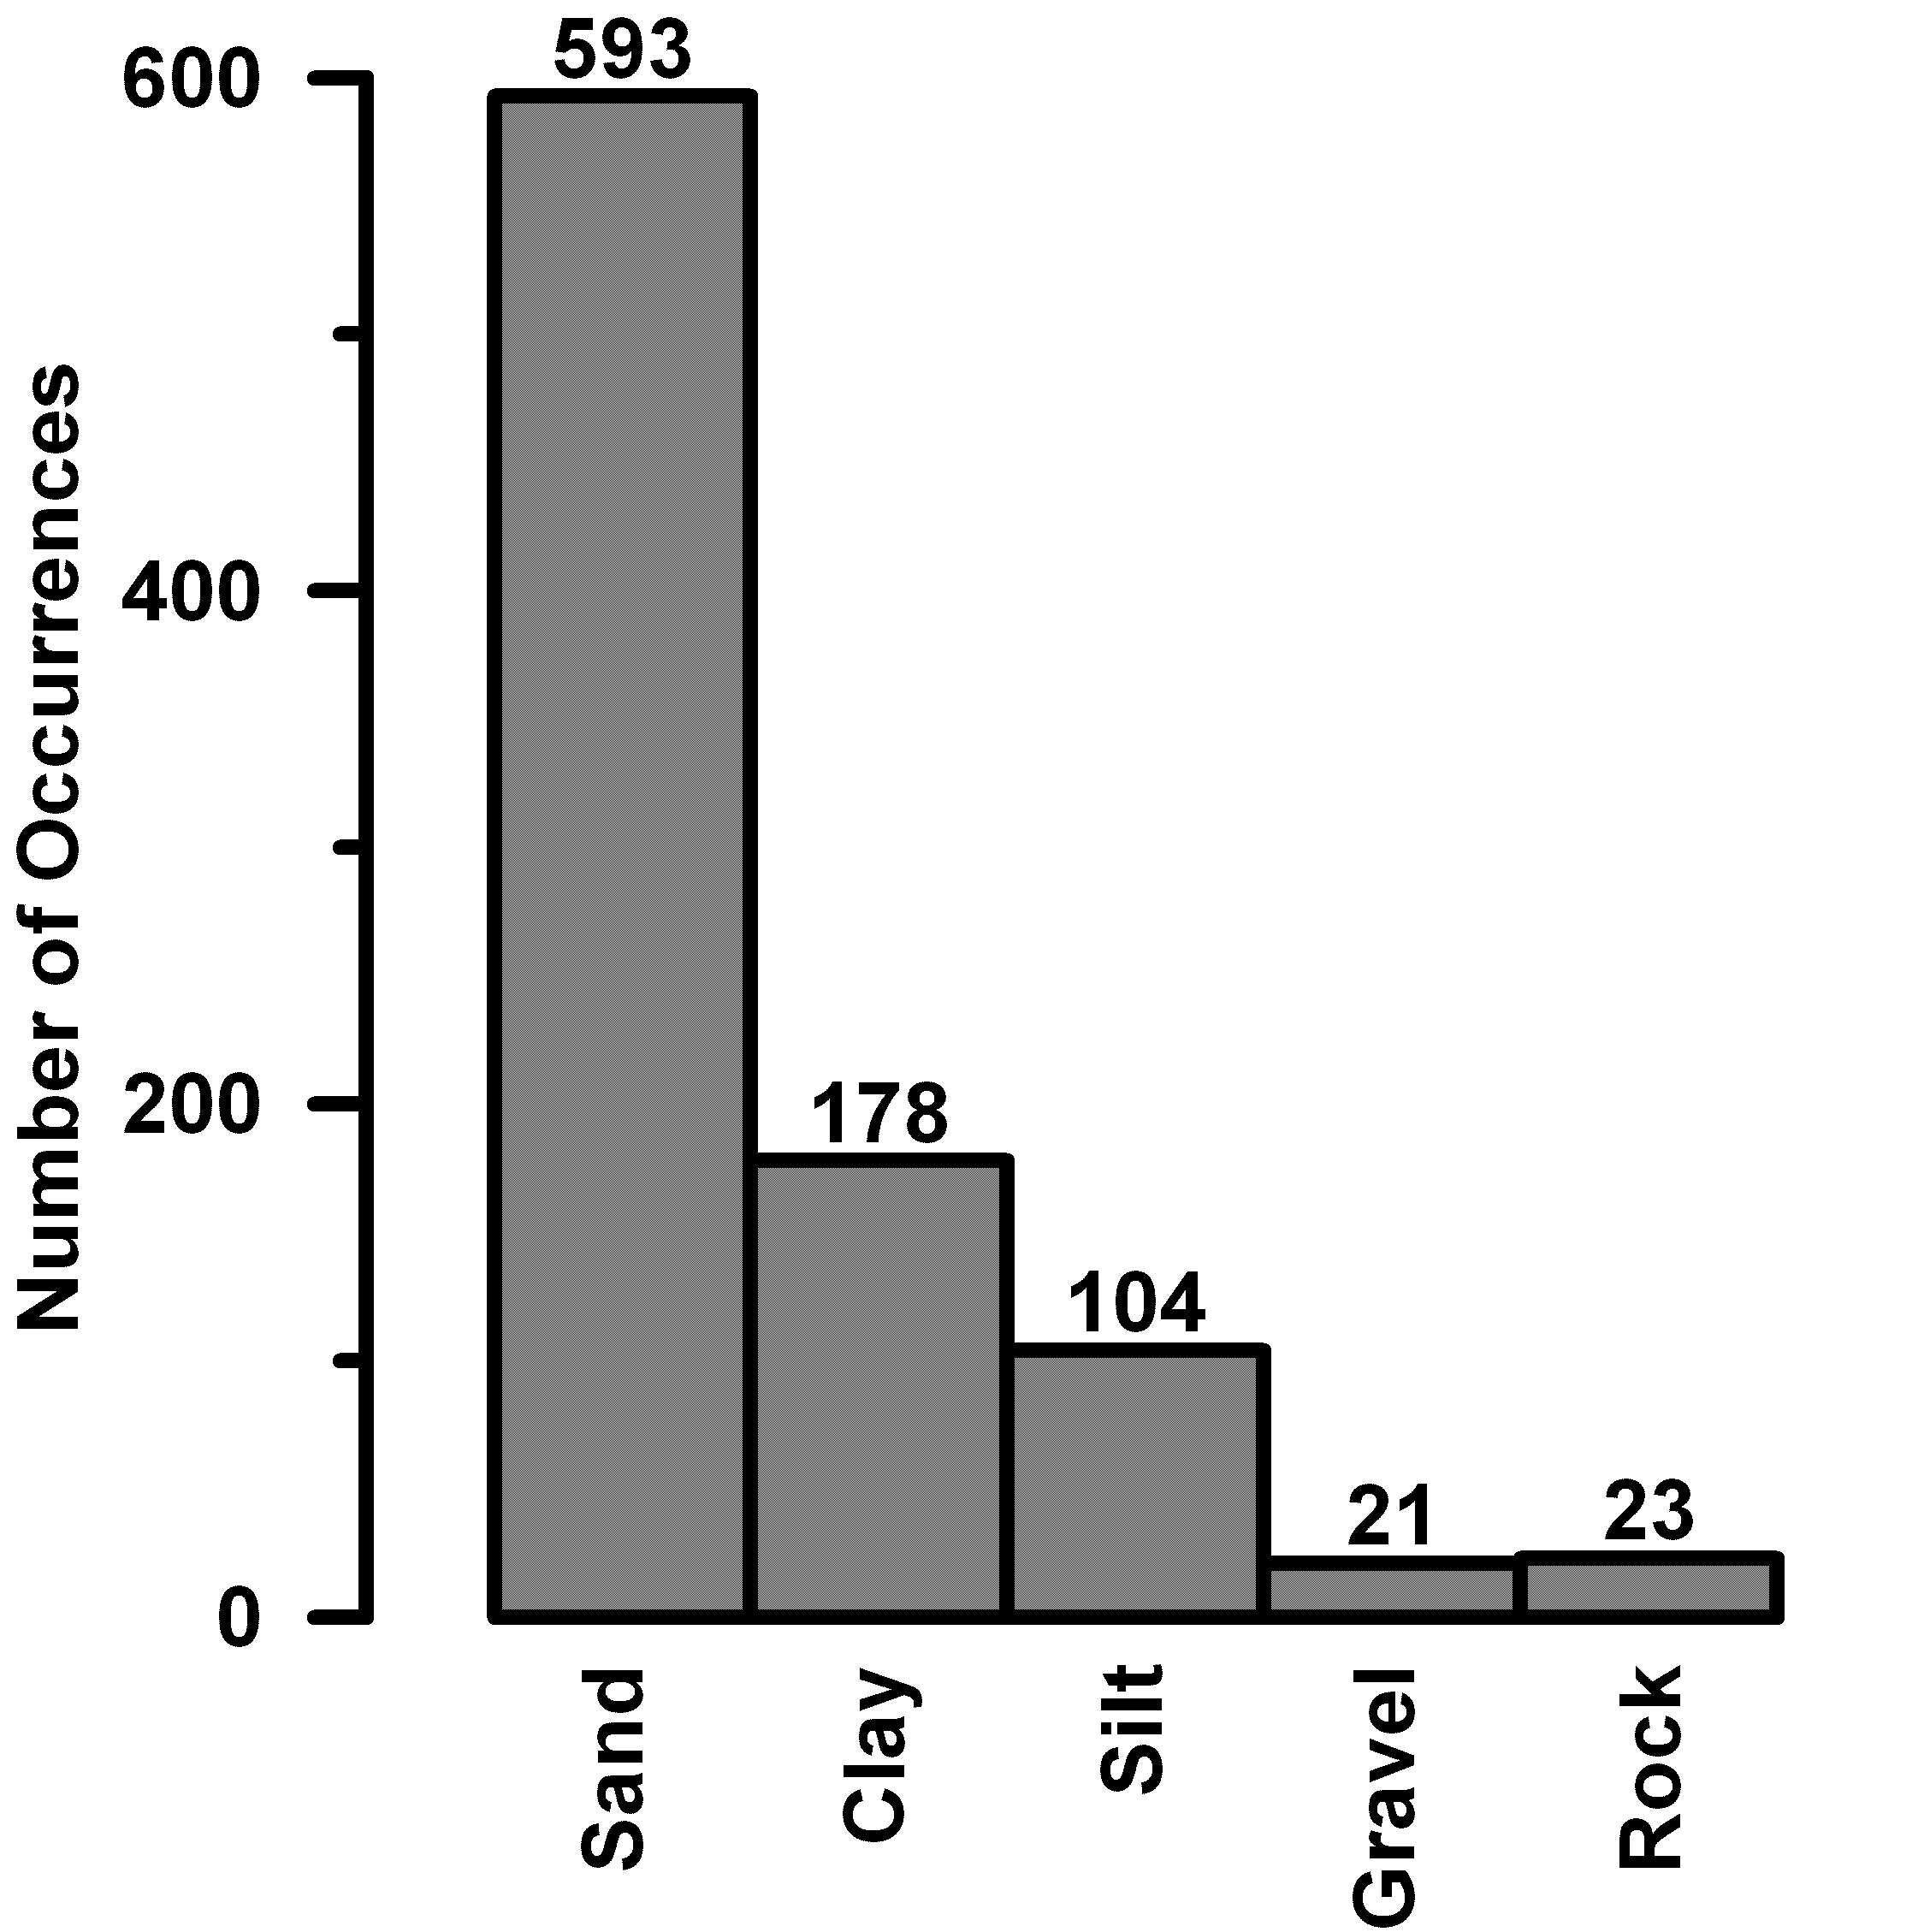 Number of Occurrences
600
400
200
0
593
178
104
21
23
Sand
Clay
Silt
Gravel
Rock